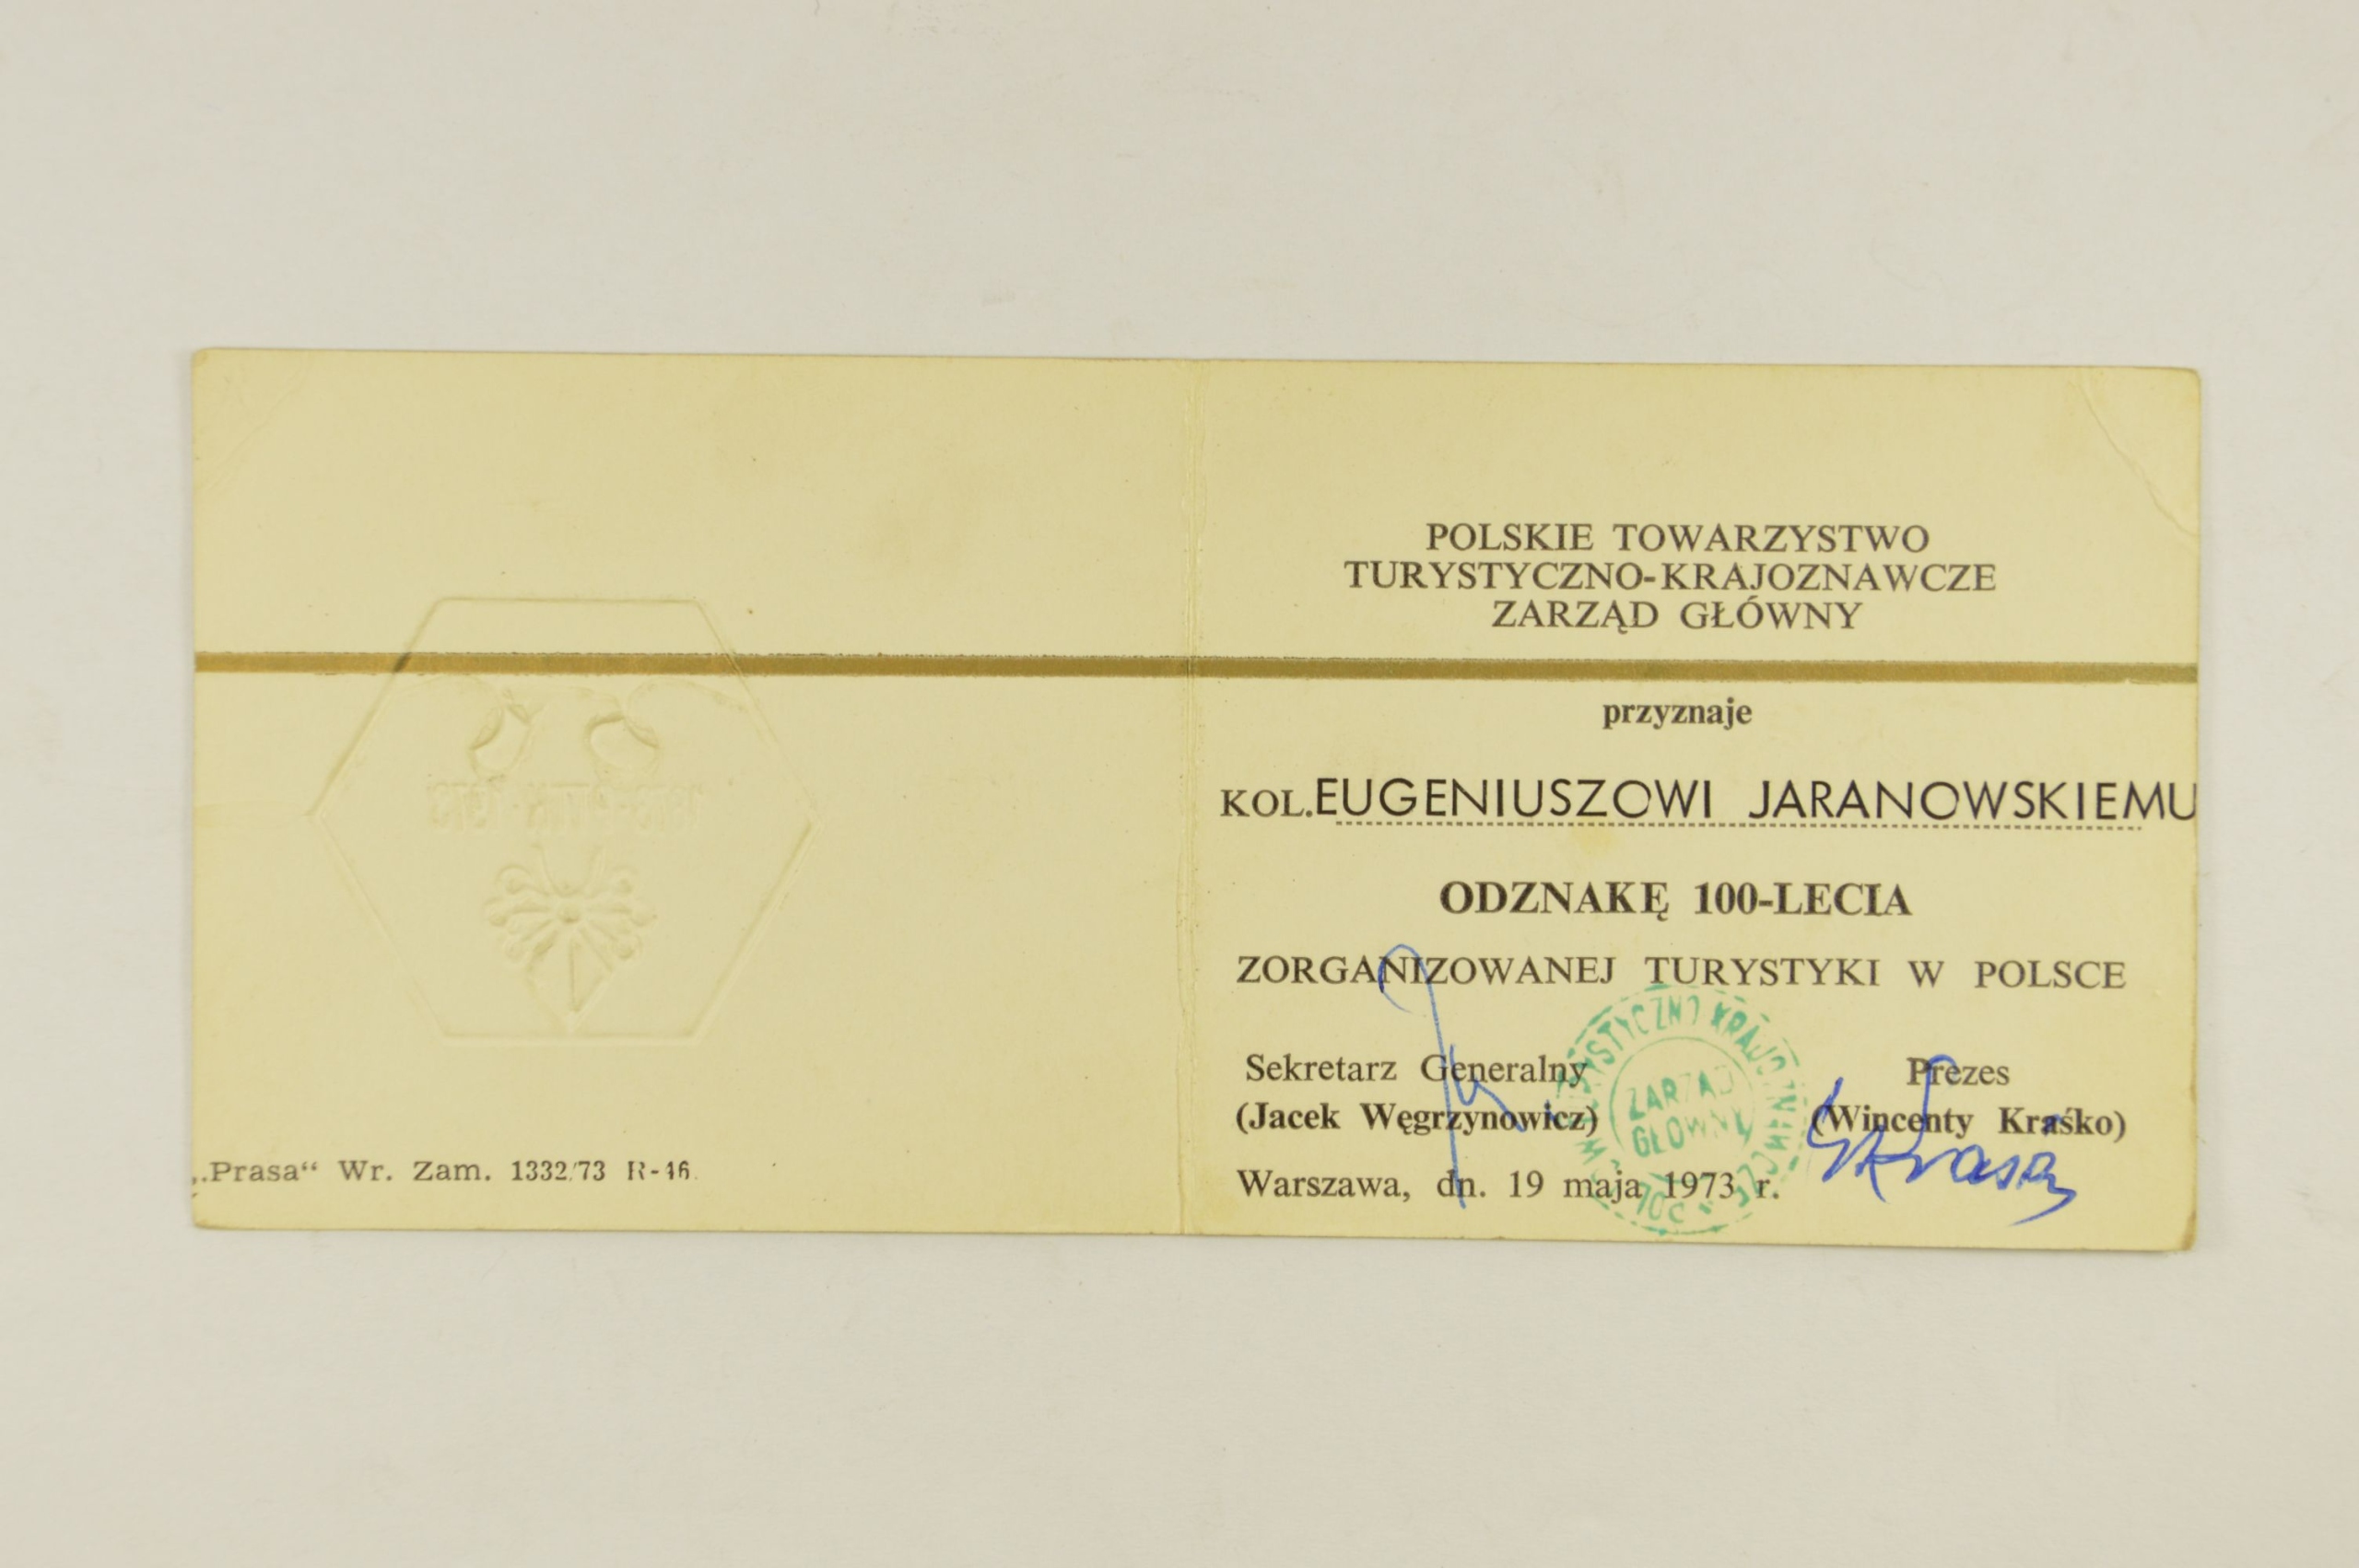 „Prasa“ Wr. Zam. 1332/73 R-46.
POLSKIE TOWARZYSTWO
TURYSTYCZNO-KRAJOZNAWCZE
ZARZĄD GŁÓWNY
przyznaje
KOL. EUGENIUSZOWI JARANOWSKIEMU
ODZNAKĘ 100-LECIA
ZORGANIZOWANEJ TURYSTYKI W POLSCE
Sekretarz Generalny
(Jacek Węgrzynowicz)
Prezes
(Wincenty Kraśko)
Warszawa, dn. 19 maja 1973 r.
ZARZĄD
GŁÓWNY